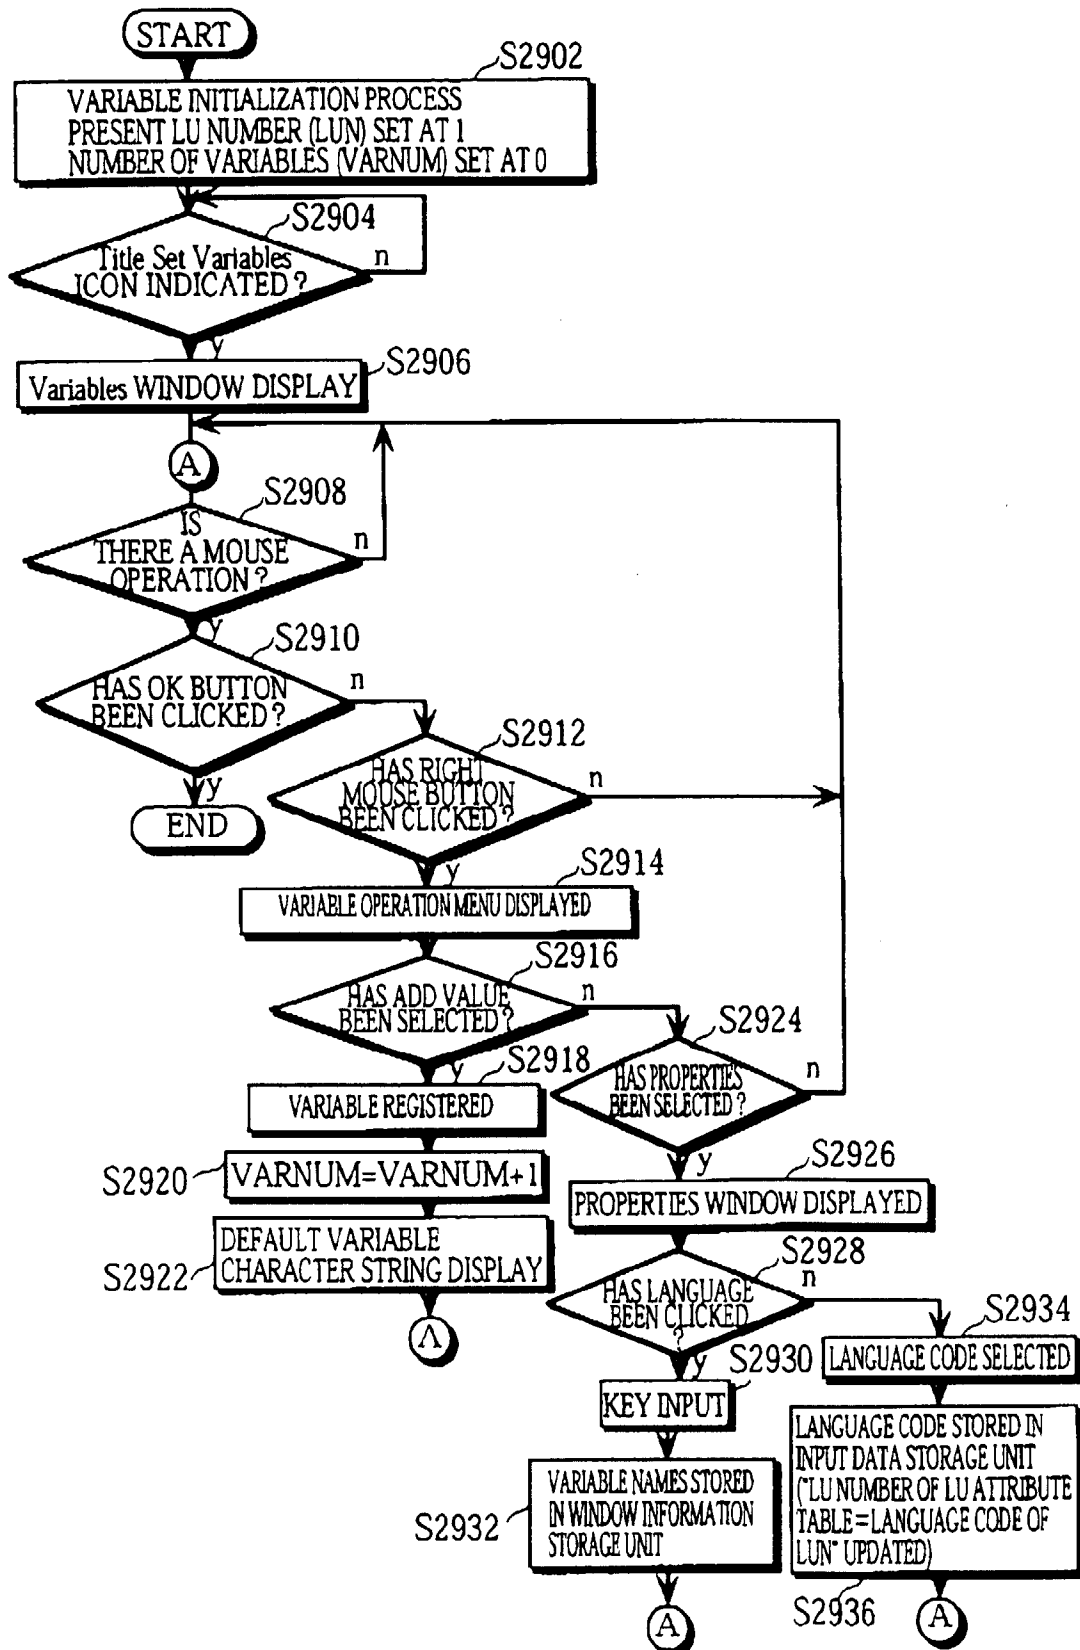 START
S2902
VARIABLE INITIALIZATION PROCESS
PRESENT LU NUMBER (LUN) SET AT 1
NUMBER OF VARIABLES (VARNUM) SET AT 0
S2904
Title Set Variables
ICON INDICATED ?
n
y
S2906
Variables WINDOW DISPLAY
A
S2908
IS
THERE A MOUSE
OPERATION ?
n
y
S2910
HAS OK BUTTON
BEEN CLICKED ?
n
y
END
S2912
HAS RIGHT
MOUSE BUTTON
BEEN CLICKED ?
n
y
S2914
VARIABLE OPERATION MENU DISPLAYED
S2916
HAS ADD VALUE
BEEN SELECTED ?
n
y
S2918
VARIABLE REGISTERED
S2920
VARNUM=VARNUM+1
S2922
DEFAULT VARIABLE
CHARACTER STRING DISPLAY
A
S2924
HAS PROPERTIES
BEEN SELECTED ?
n
y
S2926
PROPERTIES WINDOW DISPLAYED
S2928
HAS LANGUAGE
BEEN CLICKED
?
n
y
S2930
KEY INPUT
S2932
VARIABLE NAMES STORED
IN WINDOW INFORMATION
STORAGE UNIT
A
S2934
LANGUAGE CODE SELECTED
LANGUAGE CODE STORED IN
INPUT DATA STORAGE UNIT
("LU NUMBER OF LU ATTRIBUTE
TABLE=LANGUAGE CODE OF
LUN" UPDATED)
S2936
A